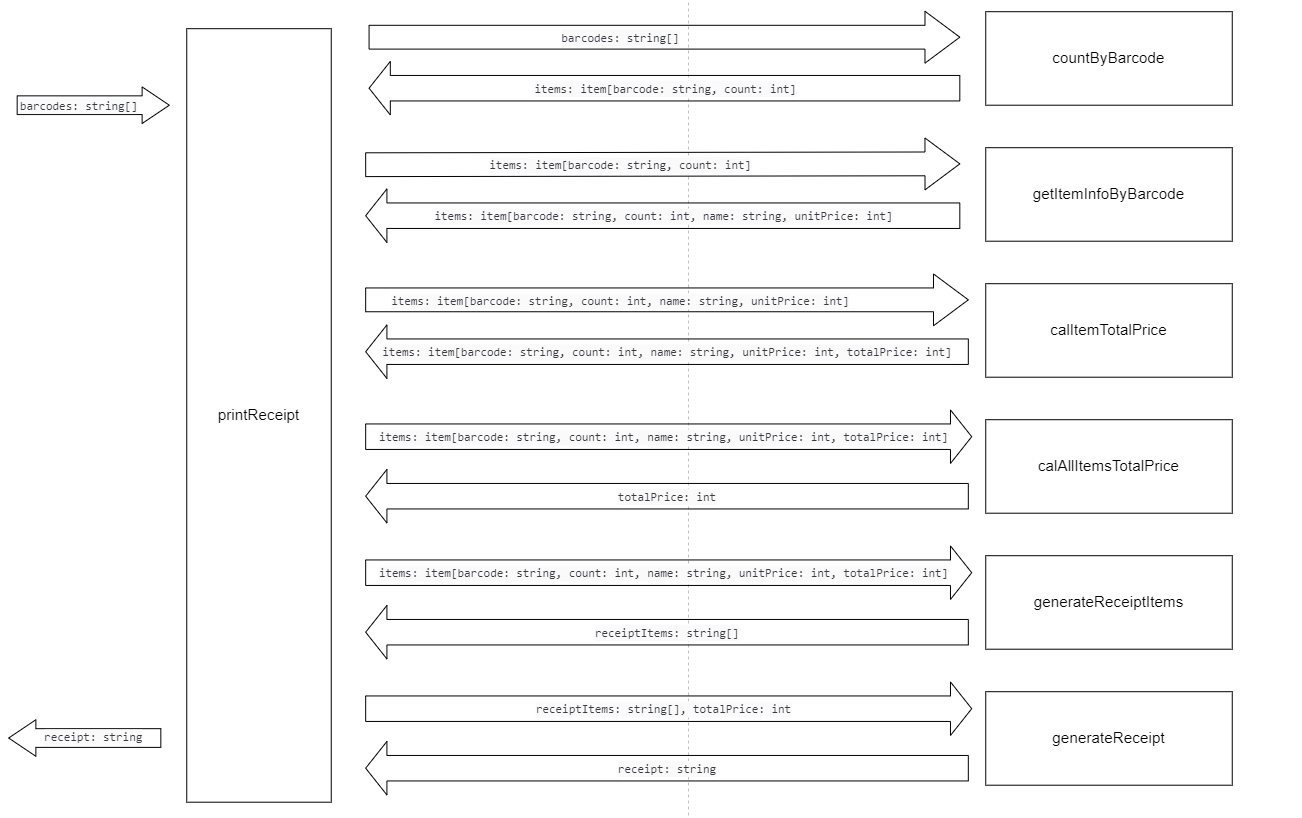 barcodes: string[]
countByBarcode
items: item[barcode: string, count: int]
barcodes: string[]
items: item[barcode: string, count: int]
getItemInfoByBarcode
items: item[barcode: string, count: int, name: string, unitPrice: int]
items: item[barcode: string, count: int, name: string, unitPrice: int]
calItemTotalPrice
items: item[barcode: string, count: int, name: string, unitPrice: int, totalPrice: int]
printReceipt
items: item[barcode: string, count: int, name: string, unitPrice: int, totalPrice: int]
calAllItemsTotalPrice
totalPrice: int
items: item[barcode: string, count: int, name: string, unitPrice: int, totalPrice: int]
generateReceiptItems
receiptItems: string[]
receiptItems: string[], totalPrice: int
generateReceipt
receipt: string
receipt: string